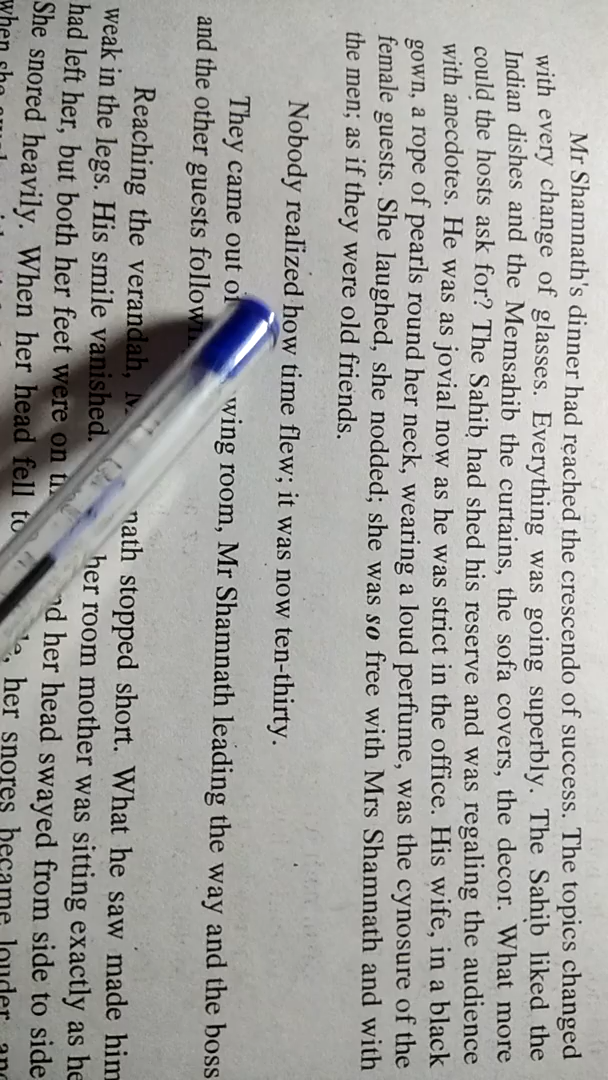 Mr Shamnath's dinner had reached the crescendo of success. The topics changed
with every change of glasses. Everything was going superbly. The Sahib liked the
Indian dishes and the Memsahib the curtains, the sofa covers, the decor. What more
could the hosts ask for? The Sahib had shed his reserve and was regaling the audience
with anecdotes. He was as jovial now as he was strict in the office. His wife, in a black
gown, a rope of pearls round her neck, wearing a loud perfume, was the cynosure of the
female guests. She laughed, she nodded; she was so free with Mrs Shamnath and with
the men; as if they were old friends.
Nobody realized how time flew; it was now ten-thirty.
They came out of wing room, Mr Shamnath leading the way and the boss
and the other guests
Reaching the verandah, nath stopped short. What he saw made him
weak in the legs. His smile vanished. her room mother was sitting exactly as he
had left her, but both her feet were on nd her head swayed from side to side
She snored heavily. When her head fell to her snores became louder